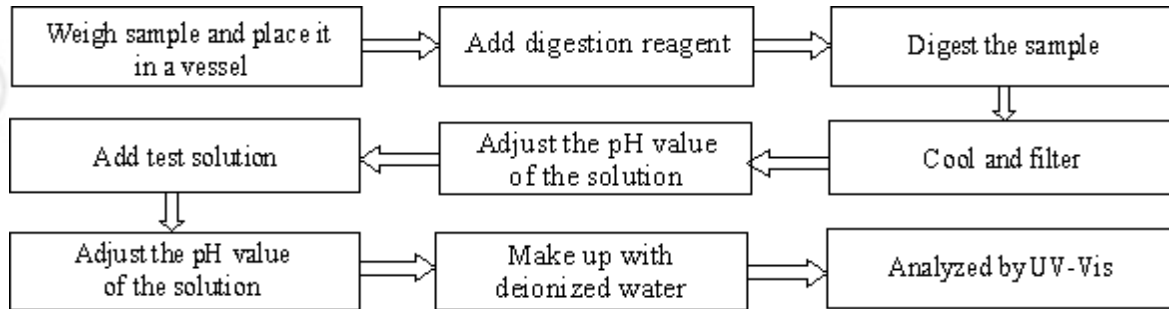 Weigh sample and place it
in a vessel
Add digestion reagent
Digest the sample
Cool and filter
Adjust the pH value
of the solution
Add test solution
Adjust the pH value
of the solution
Make up with
deionized water
Analyzed by UV-Vis